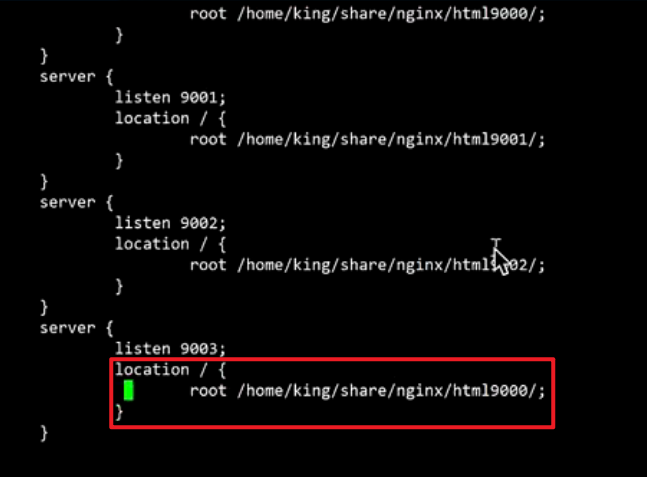 root /home/king/share/nginx/html9000/;
}
}
server {
listen 9001;
location / {
root /home/king/share/nginx/html9001/;
}
}
server {
listen 9002;
location / {
root /home/king/share/nginx/html9002/;
}
}
server {
listen 9003;
location / {
root /home/king/share/nginx/html9000/;
}
}